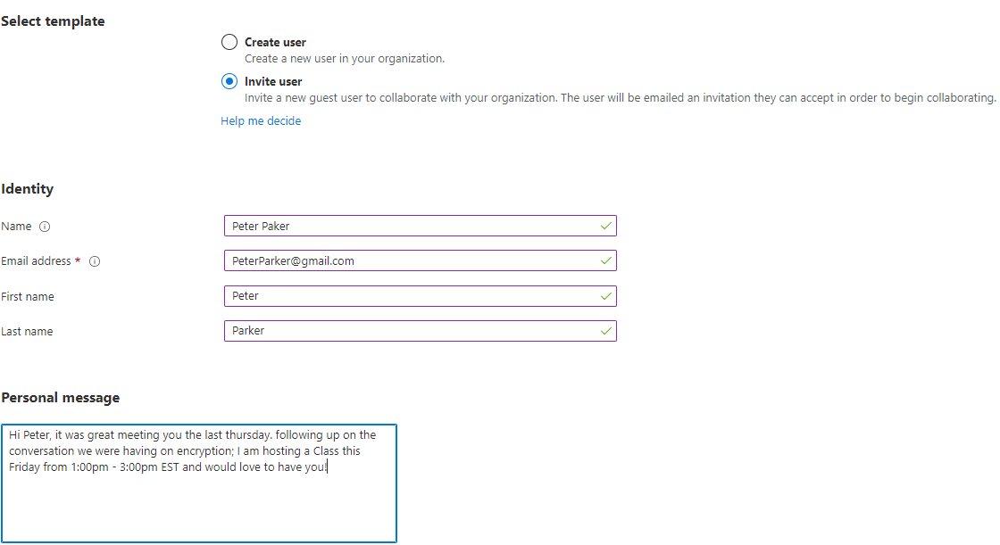 Select template
Create user
Create a new user in your organization.
Invite user
Invite a new guest user to collaborate with your organization. The user will be emailed an invitation they can accept in order to begin collaborating.
Help me decide
Identity
Name Peter Paker
Email address * PeterParker@gmail.com
First name Peter
Last name Parker
Personal message
Hi Peter, it was great meeting you the last thursday. following up on the
conversation we were having on encryption; I am hosting a Class this
Friday from 1:00pm - 3:00pm EST and would love to have you!